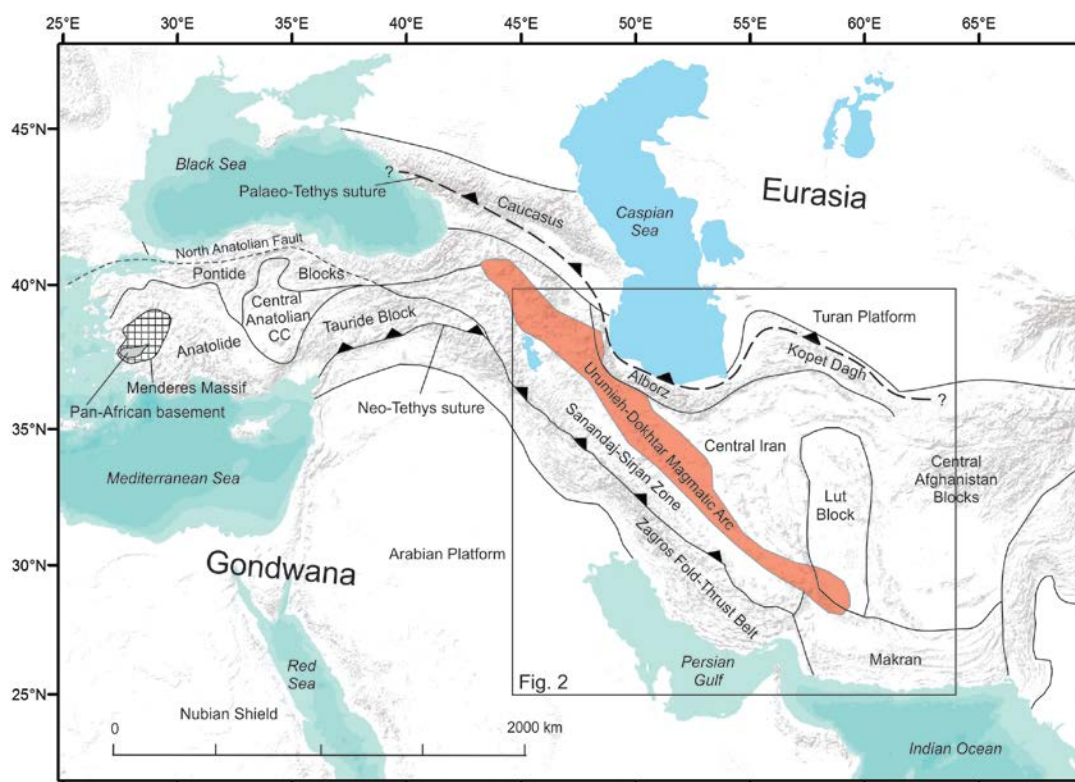 25°E
30°E
35°E
40°E
45°E
50°E
55°E
60°E
65°E
45°N
40°N
35°N
30°N
25°N
Black Sea
?
Palaeo-Tethys suture
Caucasus
Caspian
Sea
Eurasia
North Anatolian Fault
Pontide
Blocks
Central
Anatolian
CC
Tauride Block
Anatolide
Menderes Massif
Pan-African basement
Neo-Tethys suture
Turan Platform
Kopet Dagh
?
Alborz
Urumieh-Dokhtar Magmatic Arc
Sanandaj-Sirjan Zone
Central Iran
Central
Afghanistan
Blocks
Lut
Block
Mediterranean Sea
Arabian Platform
Gondwana
Zagros Fold-Thrust Belt
Makran
Persian
Gulf
Red
Sea
Fig. 2
Nubian Shield
0
2000 km
Indian Ocean